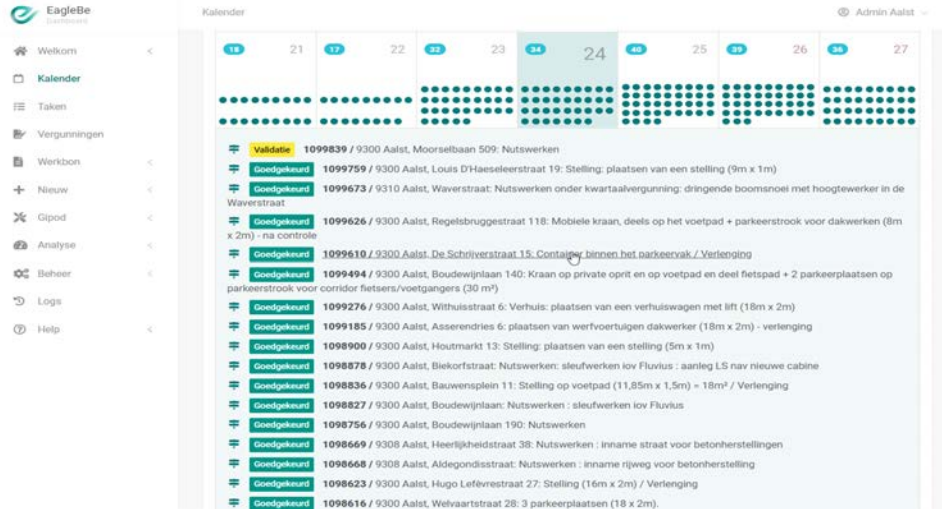 EagleBe
Dashboard
Kalender
Admin Aalst
Welkom
Kalender
Taken
Vergunningen
Werkbon
Nieuw
Gipod
Analyse
Beheer
Logs
Help
18 21 17 22 32 23 34 24 40 25 39 26 36 27
Validatie 1099839 / 9300 Aalst, Moorselbaan 509: Nutswerken
Goedgekeurd 1099759 / 9300 Aalst, Louis D'Haeseleerstraat 19: Stelling: plaatsen van een stelling (9m x 1m)
Goedgekeurd 1099673 / 9310 Aalst, Waverstraat: Nutswerken onder kwartaalvergunning: dringende boomsnoei met hoogtewerker in de
Waverstraat
Goedgekeurd 1099626 / 9300 Aalst, Regelsbruggestraat 118: Mobiele kraan, deels op het voetpad + parkeerstrook voor dakwerken (8m
x 2m) - na controle
Goedgekeurd 1099610 / 9300 Aalst, De Schrijverstraat 15: Container binnen het parkeervak / Verlenging
Goedgekeurd 1099494 / 9300 Aalst, Boudewijnlaan 140: Kraan op private oprit en op voetpad en deel fietspad + 2 parkeerplaatsen op
parkeerstrook voor corridor fietsers/voetgangers (30 m²)
Goedgekeurd 1099276 / 9300 Aalst, Withuisstraat 6: Verhuis: plaatsen van een verhuiswagen met lift (18m x 2m)
Goedgekeurd 1099185 / 9300 Aalst, Asserendries 6: plaatsen van werfvoertuigen dakwerker (18m x 2m) - verlenging
Goedgekeurd 1098900 / 9300 Aalst, Houtmarkt 13: Stelling: plaatsen van een stelling (5m x 1m)
Goedgekeurd 1098878 / 9300 Aalst, Biekorfstraat: Nutswerken: sleufwerken iov Fluvius : aanleg LS nav nieuwe cabine
Goedgekeurd 1098836 / 9300 Aalst, Bauwensplein 11: Stelling op voetpad (11,85m x 1,5m) = 18m² / Verlenging
Goedgekeurd 1098827 / 9300 Aalst, Boudewijnlaan: Nutswerken : sleufwerken iov Fluvius
Goedgekeurd 1098756 / 9300 Aalst, Boudewijnlaan 190: Nutswerken
Goedgekeurd 1098669 / 9308 Aalst, Heerlijkheidstraat 38: Nutswerken : inname straat voor betonherstellingen
Goedgekeurd 1098668 / 9308 Aalst, Aldegondisstraat: Nutswerken : inname rijweg voor betonherstelling
Goedgekeurd 1098623 / 9300 Aalst, Hugo Lefèvrestraat 27: Stelling (16m x 2m) / Verlenging
Goedgekeurd 1098616 / 9300 Aalst, Welvaartstraat 28: 3 parkeerplaatsen (18 x 2m).